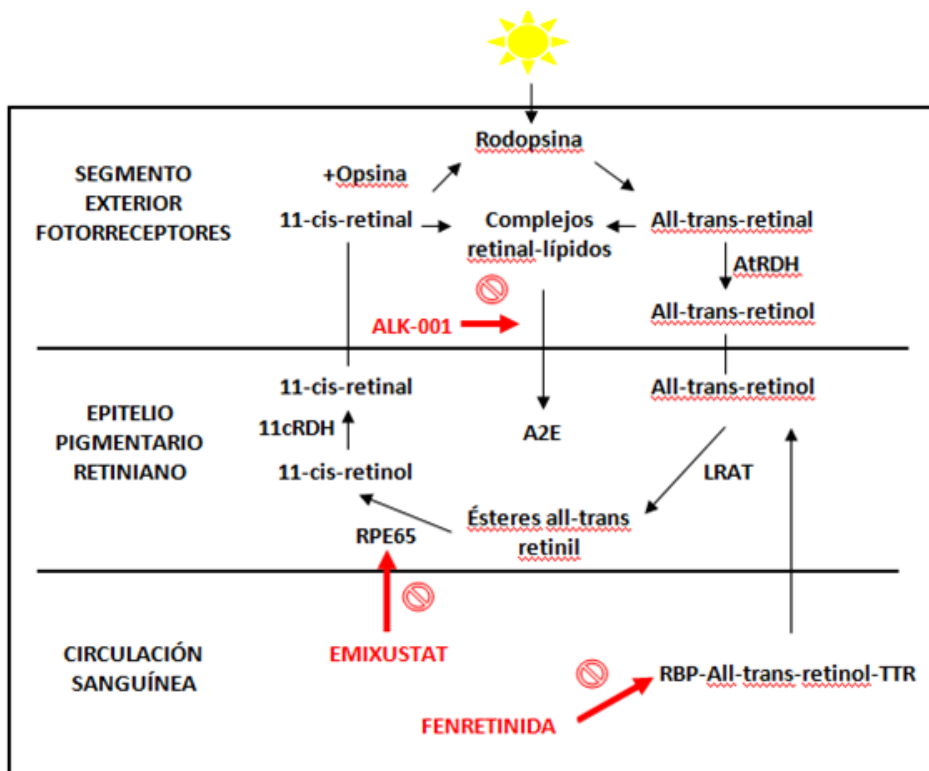 Rodopsina
SEGMENTO
EXTERIOR
FOTORRECEPTORES
+Opsina
11-cis-retinal
Complejos
retinal-lípidos
All-trans-retinal
AtRDH
All-trans-retinol
ALK-001
EPITELIO
PIGMENTARIO
RETINIANO
11-cis-retinal
11cRDH
11-cis-retinol
A2E
All-trans-retinol
LRAT
Ésteres all-trans
retinil
RPE65
CIRCULACIÓN
SANGUÍNEA
EMIXUSTAT
RBP-All-trans-retinol-TTR
FENRETINIDA